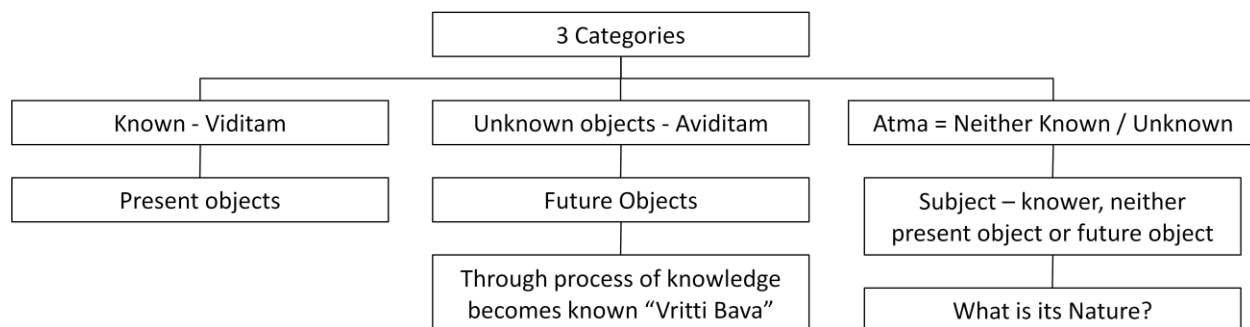 3 Categories
Known - Viditam
Unknown objects - Aviditam
Atma = Neither Known / Unknown
Present objects
Future Objects
Subject – knower, neither
present object or future object
Through process of knowledge
becomes known “Vritti Bava”
What is its Nature?